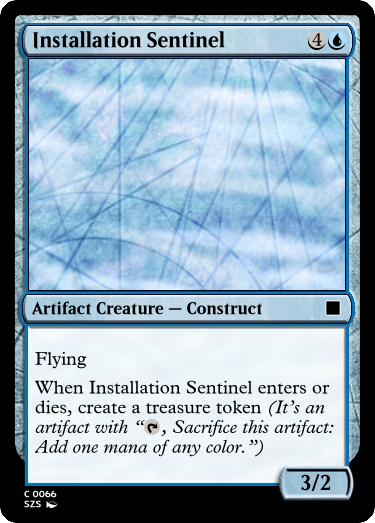 Installation Sentinel 4
Artifact Creature — Construct
Flying
When Installation Sentinel enters or
dies, create a treasure token (It's an
artifact with “, Sacrifice this artifact:
Add one mana of any color.”)
3/2
C 0066
SZS